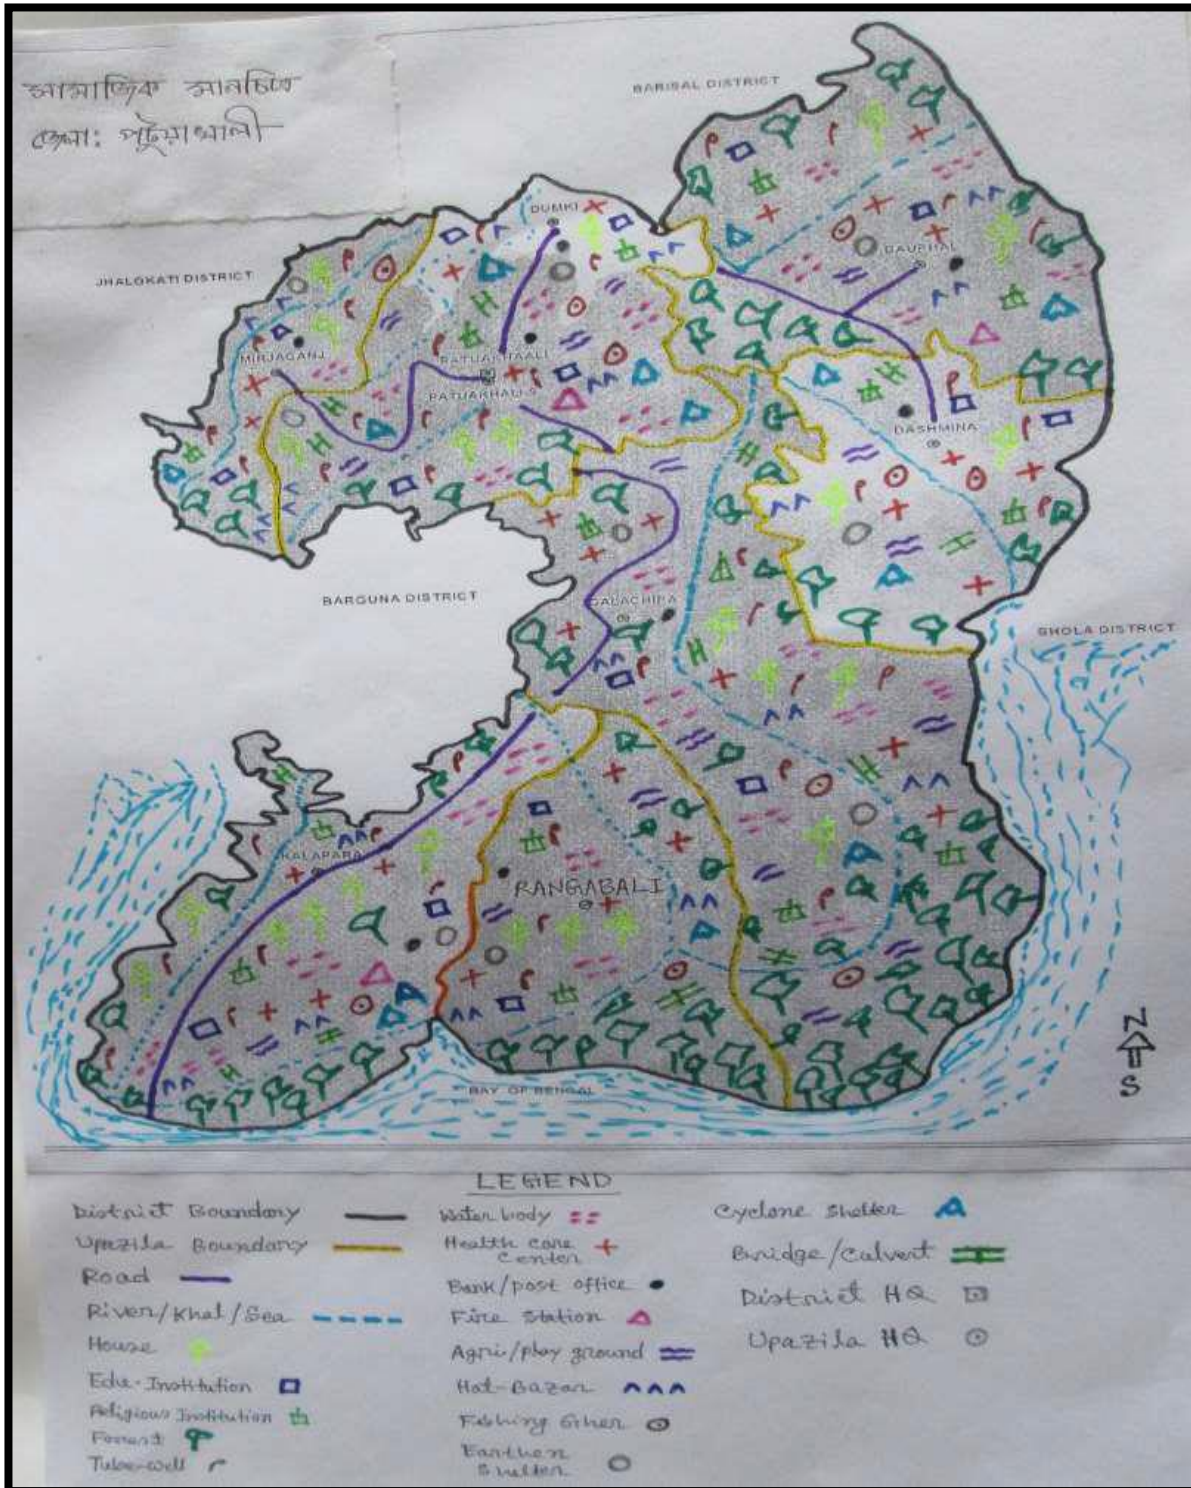 সামাজিক মানচিত্র
জেলা: পটুয়াখালী
BARISAL DISTRICT
DUMKI
JHALOKATI DISTRICT
BAUPHAL
MIRJAGANJ
PATUAKHAALI
PATUAKHALI S
DASHMINA
BARGUNA DISTRICT
GALACHIPA
BHOLA DISTRICT
KALAPARA
RANGABALI
BAY OF BENGAL
N
S
LEGEND
District Boundary
Upazila Boundary
Road
River/Khal/Sea
House
Edu. Institution
Religious Institution
Forest
Tube-well
Water body
Health care Center
Bank/post office
Fire Station
Agri/play ground
Hat-Bazar
Fishing Gher
Earthen Shelter
Cyclone Shelter
Bridge/Calvert
District HQ
Upazila HQ